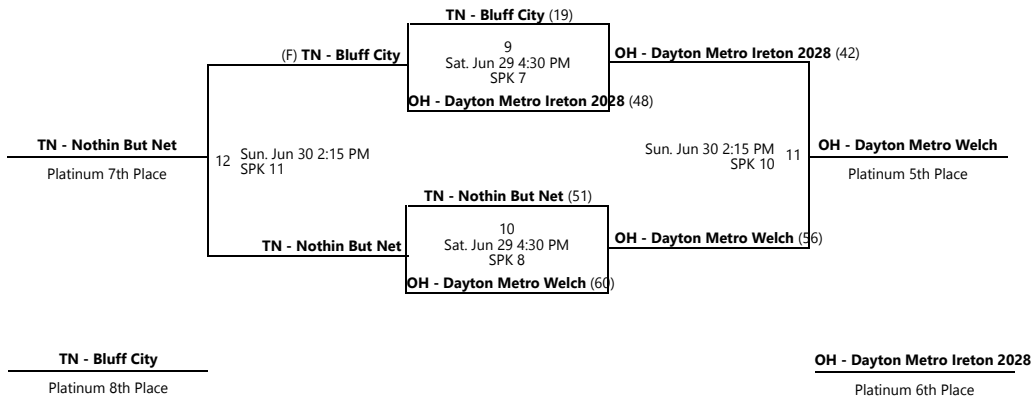 TN - Bluff City (19)
(F) TN - Bluff City
9
Sat. Jun 29 4:30 PM
SPK 7
OH - Dayton Metro Ireton 2028 (42)
OH - Dayton Metro Ireton 2028 (48)
TN - Nothin But Net
Platinum 7th Place
12 Sun. Jun 30 2:15 PM
SPK 11
Sun. Jun 30 2:15 PM 11
SPK 10
OH - Dayton Metro Welch
Platinum 5th Place
TN - Nothin But Net (51)
TN - Nothin But Net
10
Sat. Jun 29 4:30 PM
SPK 8
OH - Dayton Metro Welch (56)
OH - Dayton Metro Welch (60)
TN - Bluff City
Platinum 8th Place
OH - Dayton Metro Ireton 2028
Platinum 6th Place